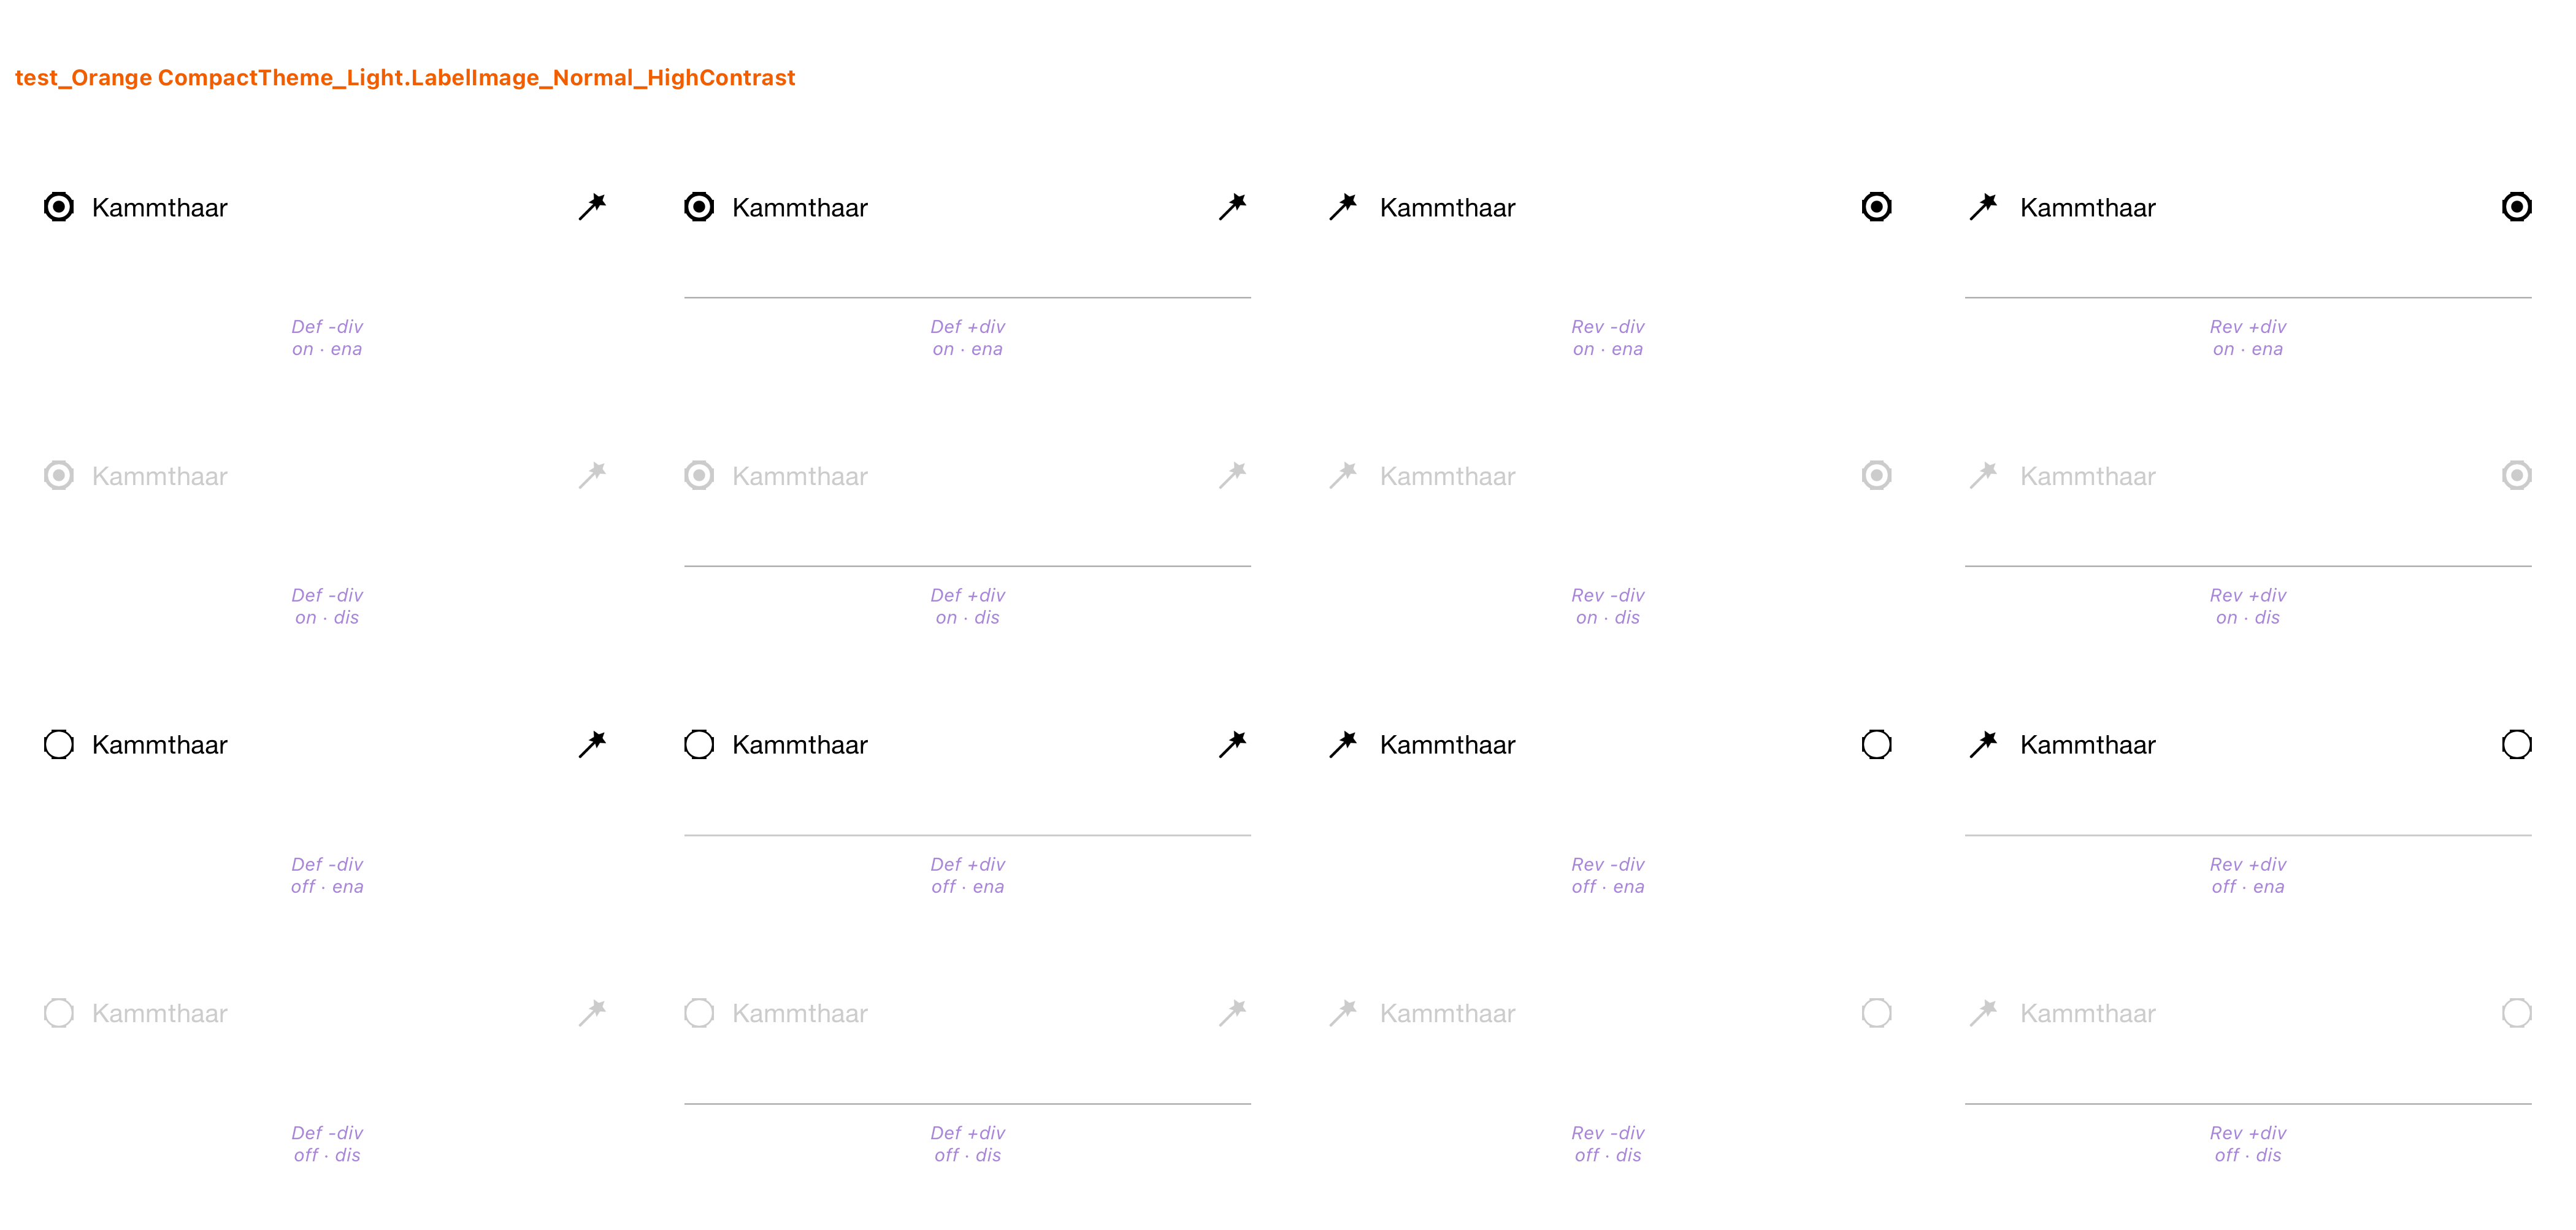 test_Orange CompactTheme_Light.LabelImage_Normal_HighContrast
Kammthaar
Kammthaar
Kammthaar
Kammthaar
Def -div
on · ena
Def +div
on · ena
Rev -div
on · ena
Rev +div
on · ena
Kammthaar
Kammthaar
Kammthaar
Kammthaar
Def -div
on · dis
Def +div
on · dis
Rev -div
on · dis
Rev +div
on · dis
Kammthaar
Kammthaar
Kammthaar
Kammthaar
Def -div
off · ena
Def +div
off · ena
Rev -div
off · ena
Rev +div
off · ena
Kammthaar
Kammthaar
Kammthaar
Kammthaar
Def -div
off · dis
Def +div
off · dis
Rev -div
off · dis
Rev +div
off · dis